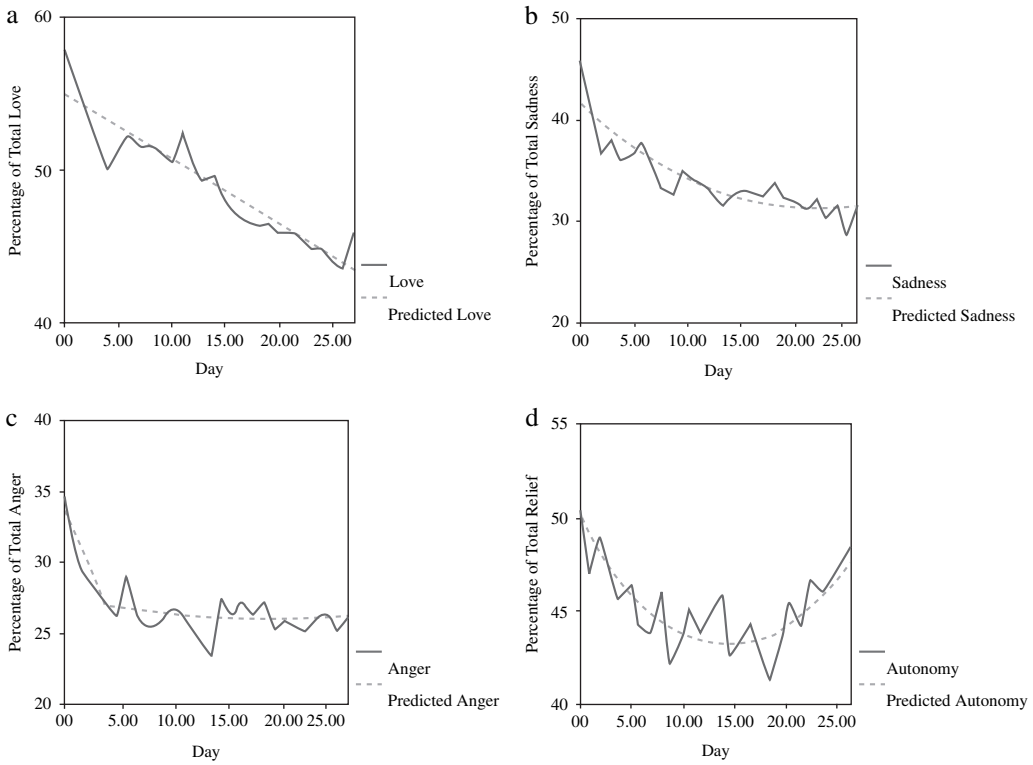 a
60
50
40
Percentage of Total Love
00 5.00 10.00 15.00 20.00 25.00
Day
Love
Predicted Love
b
50
40
30
20
Percentage of Total Sadness
00 5.00 10.00 15.00 20.00 25.00
Day
Sadness
Predicted Sadness
c
40
35
30
25
20
Percentage of Total Anger
00 5.00 10.00 15.00 20.00 25.00
Day
Anger
Predicted Anger
d
55
50
45
40
Percentage of Total Relief
00 5.00 10.00 15.00 20.00 25.00
Day
Autonomy
Predicted Autonomy